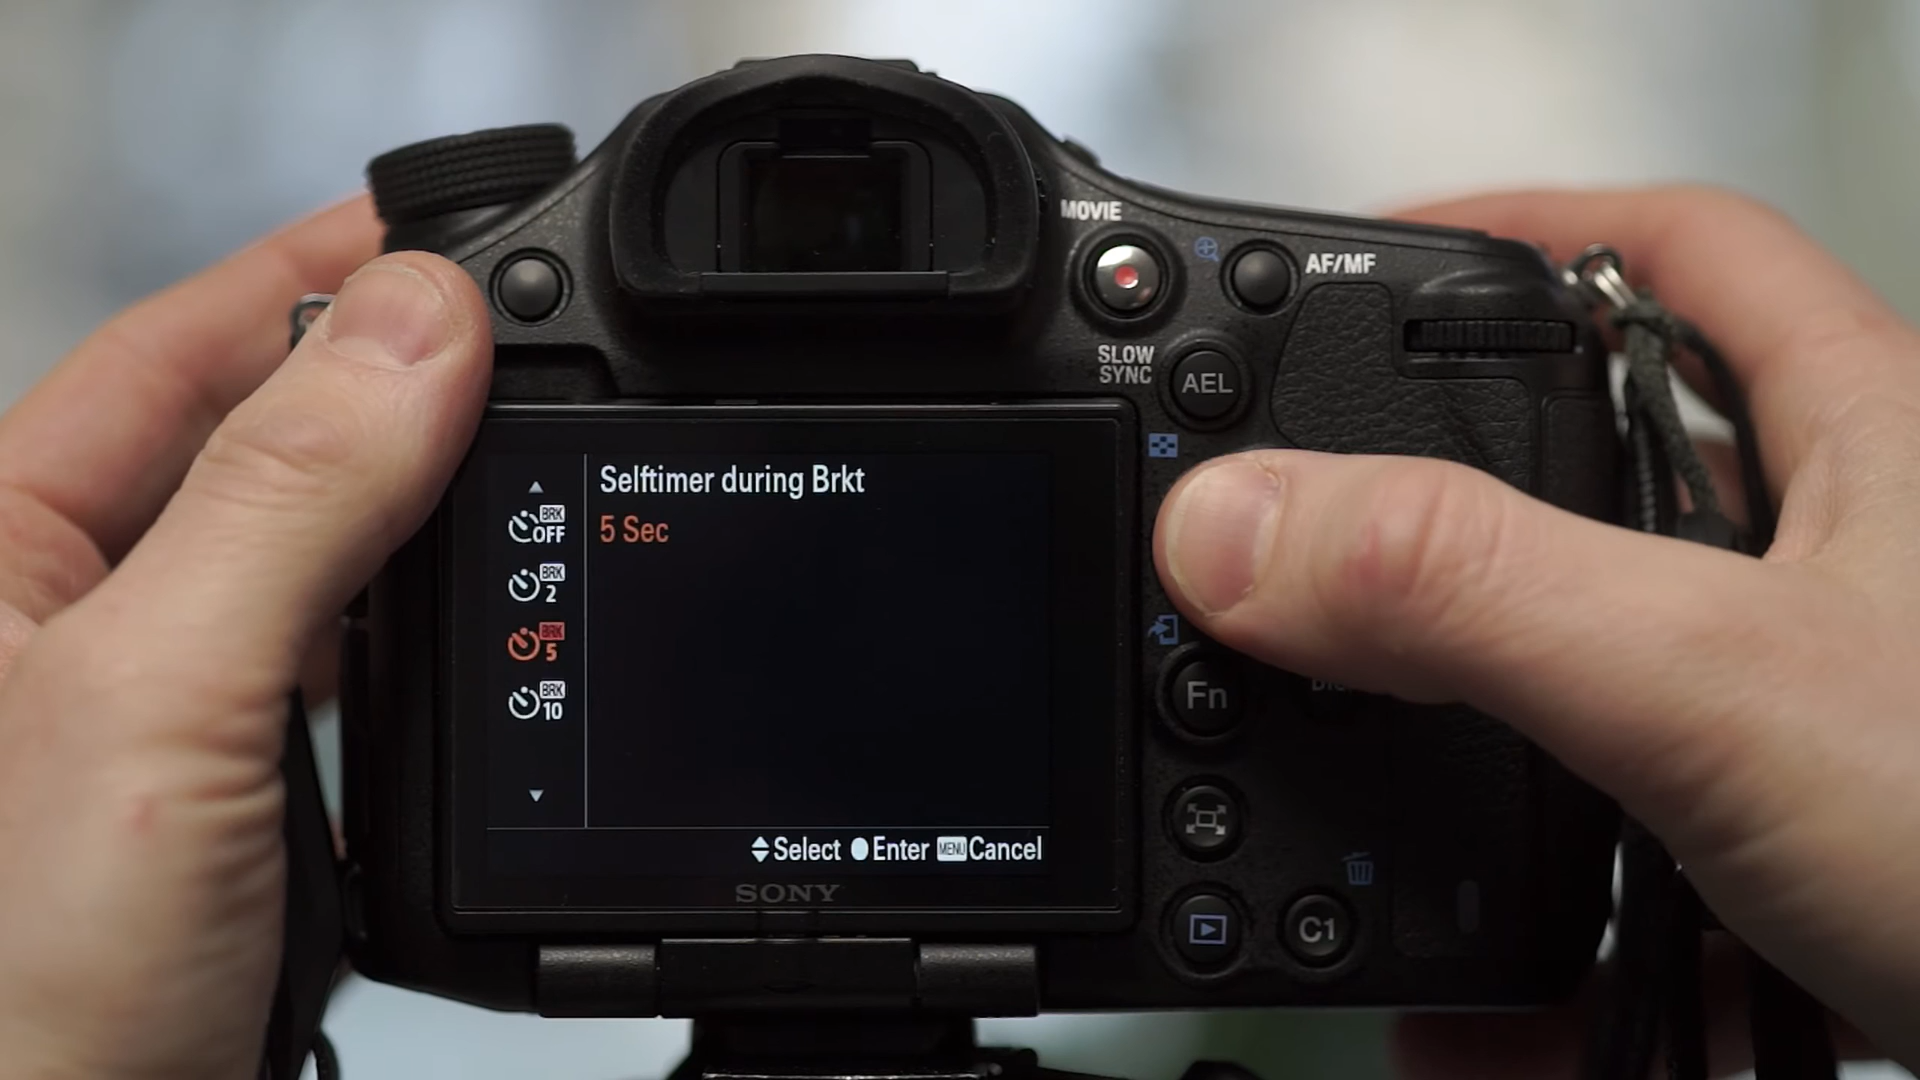 MOVIE
AF/MF
SLOW
SYNC
AEL
Selftimer during Brkt
5 Sec
BRK
OFF
BRK
2
BRK
5
BRK
10
Select Enter MENU Cancel
SONY
Fn
C1